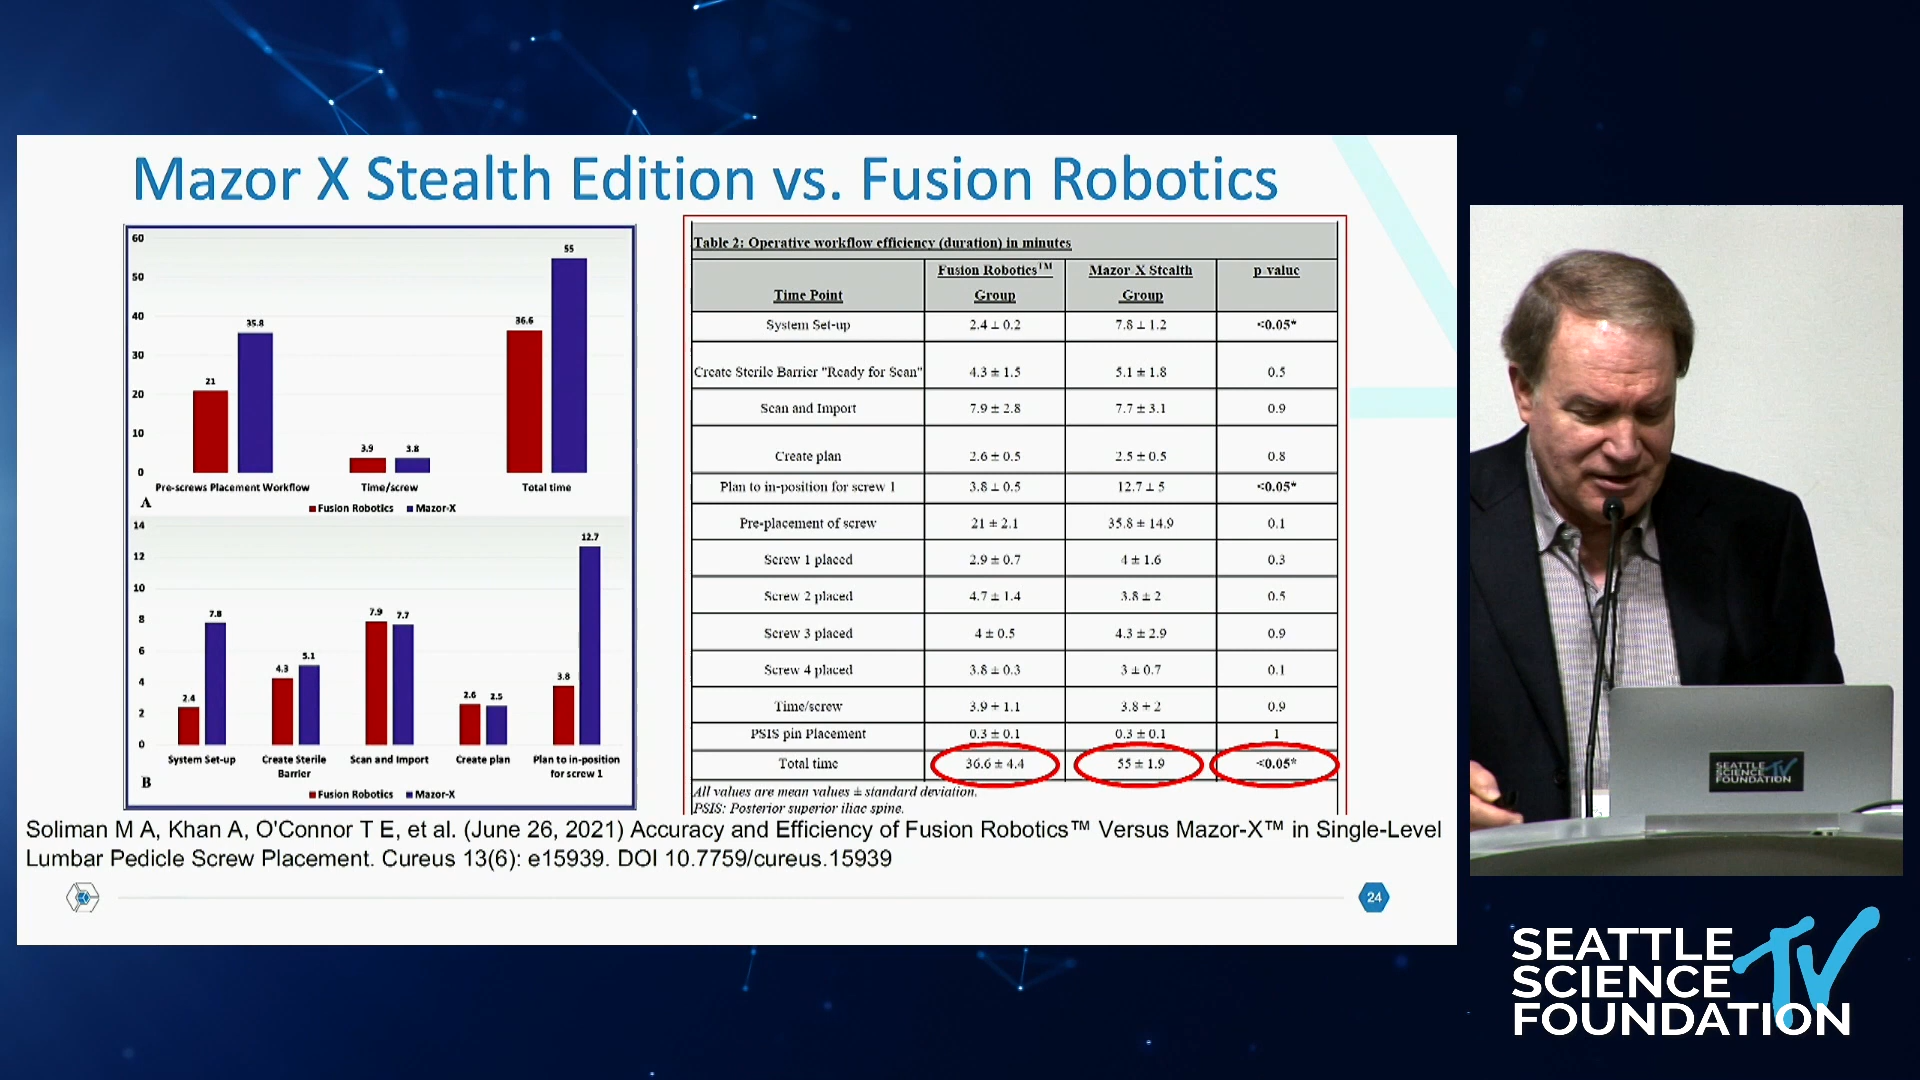 Mazor X Stealth Edition vs. Fusion Robotics
60
50
40
30
20
10
0
21
35.8
3.9
3.8
36.6
55
Pre-screws Placement Workflow
Time/screw
Total time
A
Fusion Robotics Mazor-X
14
12
10
8
6
4
2
0
2.4
7.8
4.3
5.1
7.9
7.7
2.6
2.5
3.8
12.7
System Set-up
Create Sterile
Barrier
Scan and Import
Create plan
Plan to in-position
for screw 1
B
Fusion Robotics Mazor-X
Table 2: Operative workflow efficiency (duration) in minutes
Time Point
Fusion Robotics™
Group
Mazor X Stealth
Group
p value
System Set-up 2.4 ± 0.2 7.8 ± 1.2 <0.05*
Create Sterile Barrier "Ready for Scan" 4.3 ± 1.5 5.1 ± 1.8 0.5
Scan and Import 7.9 ± 2.8 7.7 ± 3.1 0.9
Create plan 2.6 ± 0.5 2.5 ± 0.5 0.8
Plan to in-position for screw 1 3.8 ± 0.5 12.7 ± 5 <0.05*
Pre-placement of screw 21 ± 2.1 35.8 ± 14.9 0.1
Screw 1 placed 2.9 ± 0.7 4 ± 1.6 0.3
Screw 2 placed 4.7 ± 1.4 3.8 ± 2 0.5
Screw 3 placed 4 ± 0.5 4.3 ± 2.9 0.9
Screw 4 placed 3.8 ± 0.3 3 ± 0.7 0.1
Time/screw 3.9 + 1.1 3.8 + 2 0.9
PSIS pin Placement 0.3 ± 0.1 0.3 ± 0.1 1
Total time 36.6 ± 4.4 55 ± 1.9 <0.05*
All values are mean values ± standard deviation.
PSIS: Posterior superior iliac spine.
Soliman M A, Khan A, O'Connor T E, et al. (June 26, 2021) Accuracy and Efficiency of Fusion Robotics™ Versus Mazor-X™ in Single-Level
Lumbar Pedicle Screw Placement. Cureus 13(6): e15939. DOI 10.7759/cureus.15939
24
SEATTLE
SCIENCE
FOUNDATION
SEATTLE
SCIENCE TV
FOUNDATION